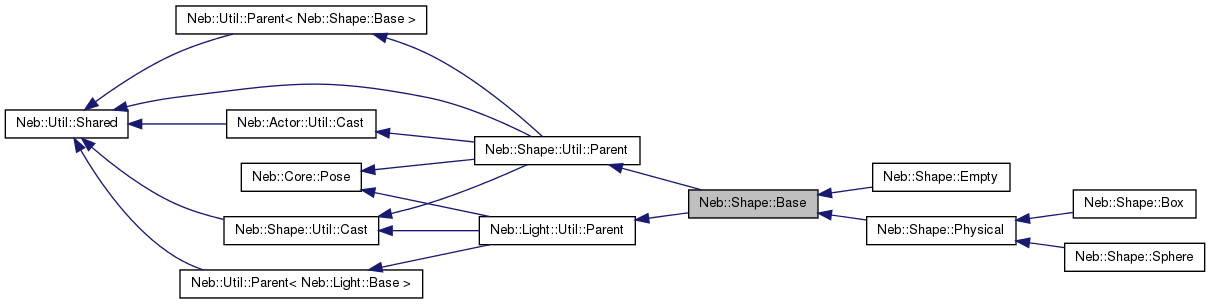 Neb::Util::Parent< Neb::Shape::Base >
Neb::Util::Shared
Neb::Actor::Util::Cast
Neb::Shape::Util::Parent
Neb::Core::Pose
Neb::Shape::Empty
Neb::Shape::Base
Neb::Shape::Box
Neb::Shape::Util::Cast
Neb::Light::Util::Parent
Neb::Shape::Physical
Neb::Shape::Sphere
Neb::Util::Parent< Neb::Light::Base >